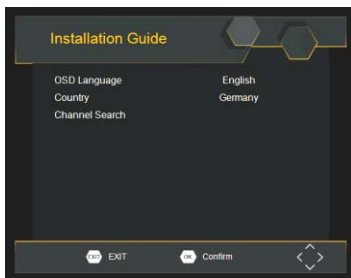 Installation Guide
OSD Language English
Country Germany
Channel Search
EXIT EXIT OK Confirm